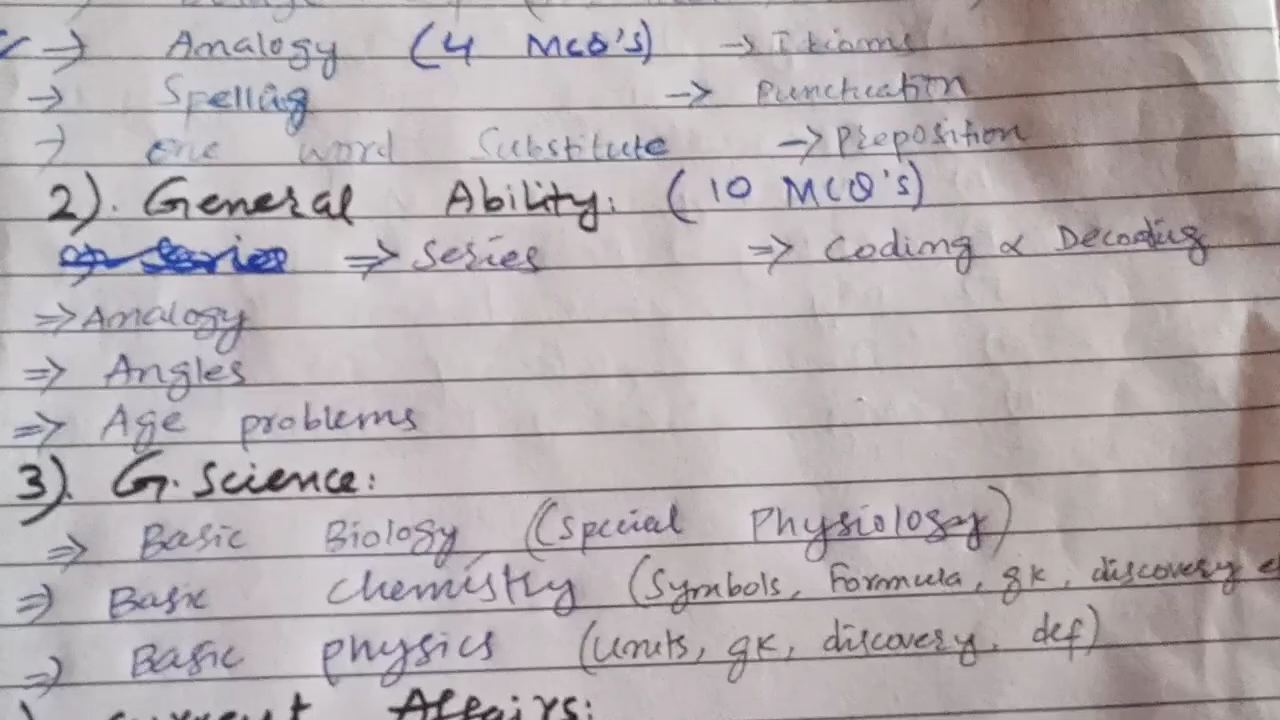 → Analogy (4 MCQ's) → Idioms
→ Spelling → Punctuation
→ one word Substitute → Preposition
2). General Ability: (10 MCQ's)
⇒ Series ⇒ Series ⇒ Coding & Decoding
⇒ Analogy
⇒ Angles
⇒ Age problems
3). G. Science:
⇒ Basic Biology (Special Physiology)
⇒ Basic chemistry (Symbols, Formula, gk, discovery
⇒ Basic physics (units, gk, discovery, def)
current Affairs: